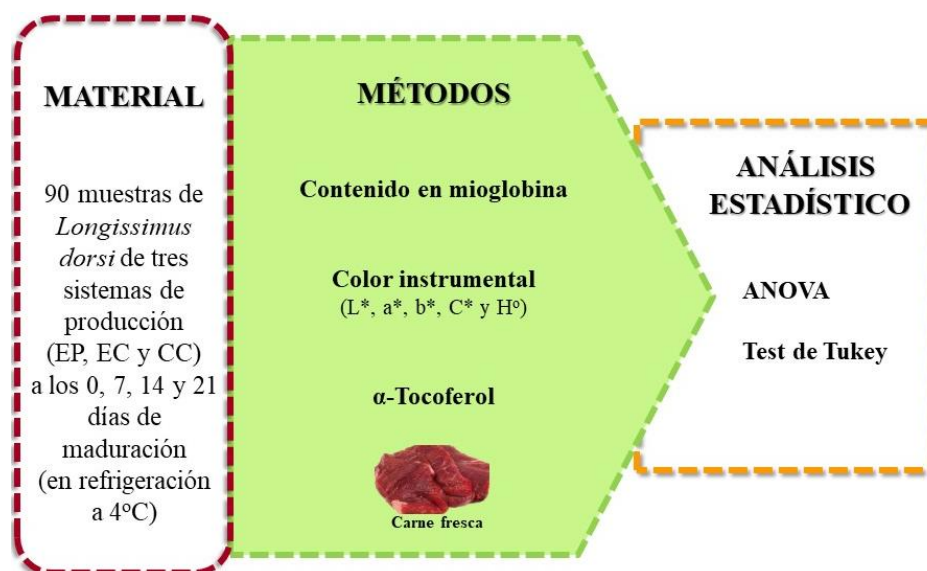 MATERIAL
90 muestras de
Longissimus
dorsi de tres
sistemas de
producción
(EP, EC y CC)
a los 0, 7, 14 y 21
días de
maduración
(en refrigeración
a 4ºC)
MÉTODOS
Contenido en mioglobina
Color instrumental
(L*, a*, b*, C* y Hº)
α-Tocoferol
Carne fresca
ANÁLISIS
ESTADÍSTICO
ANOVA
Test de Tukey